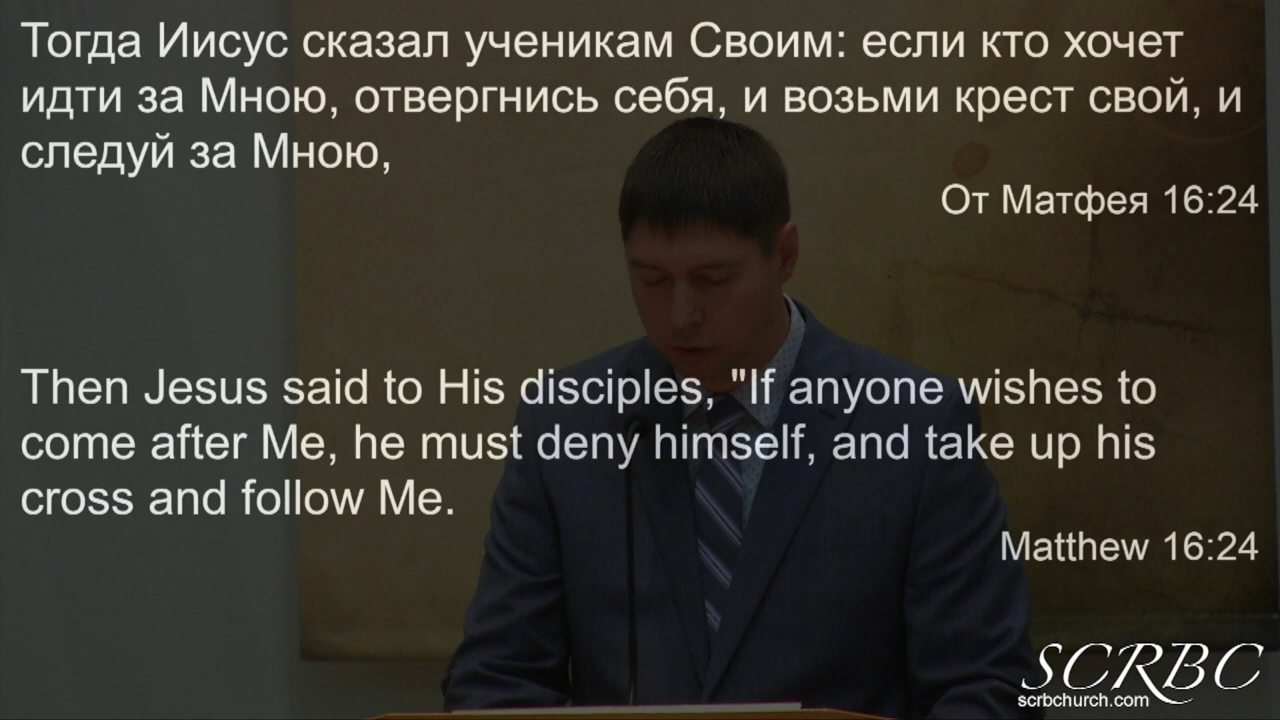 Тогда Иисус сказал ученикам Своим: если кто хочет
идти за Мною, отвергнись себя, и возьми крест свой, и
следуй за Мною,
От Матфея 16:24
Then Jesus said to His disciples, "If anyone wishes to
come after Me, he must deny himself, and take up his
cross and follow Me.
Matthew 16:24
SCRBC
scrbchurch.com